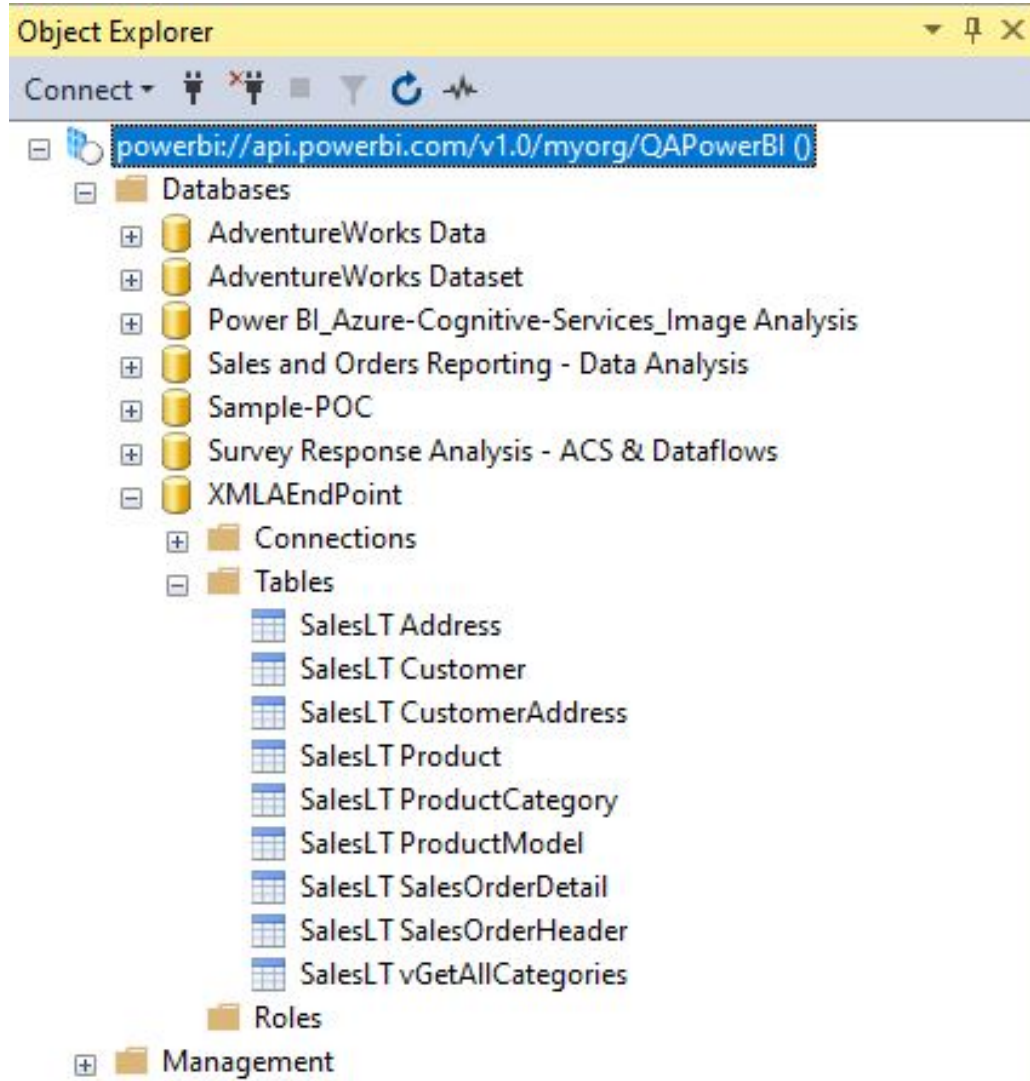 Object Explorer
Connect
powerbi://api.powerbi.com/v1.0/myorg/QAPowerBI ()
Databases
AdventureWorks Data
AdventureWorks Dataset
Power BI_Azure-Cognitive-Services_Image Analysis
Sales and Orders Reporting - Data Analysis
Sample-POC
Survey Response Analysis - ACS & Dataflows
XMLAEndPoint
Connections
Tables
SalesLT Address
SalesLT Customer
SalesLT CustomerAddress
SalesLT Product
SalesLT ProductCategory
SalesLT ProductModel
SalesLT SalesOrderDetail
SalesLT SalesOrderHeader
SalesLT vGetAllCategories
Roles
Management